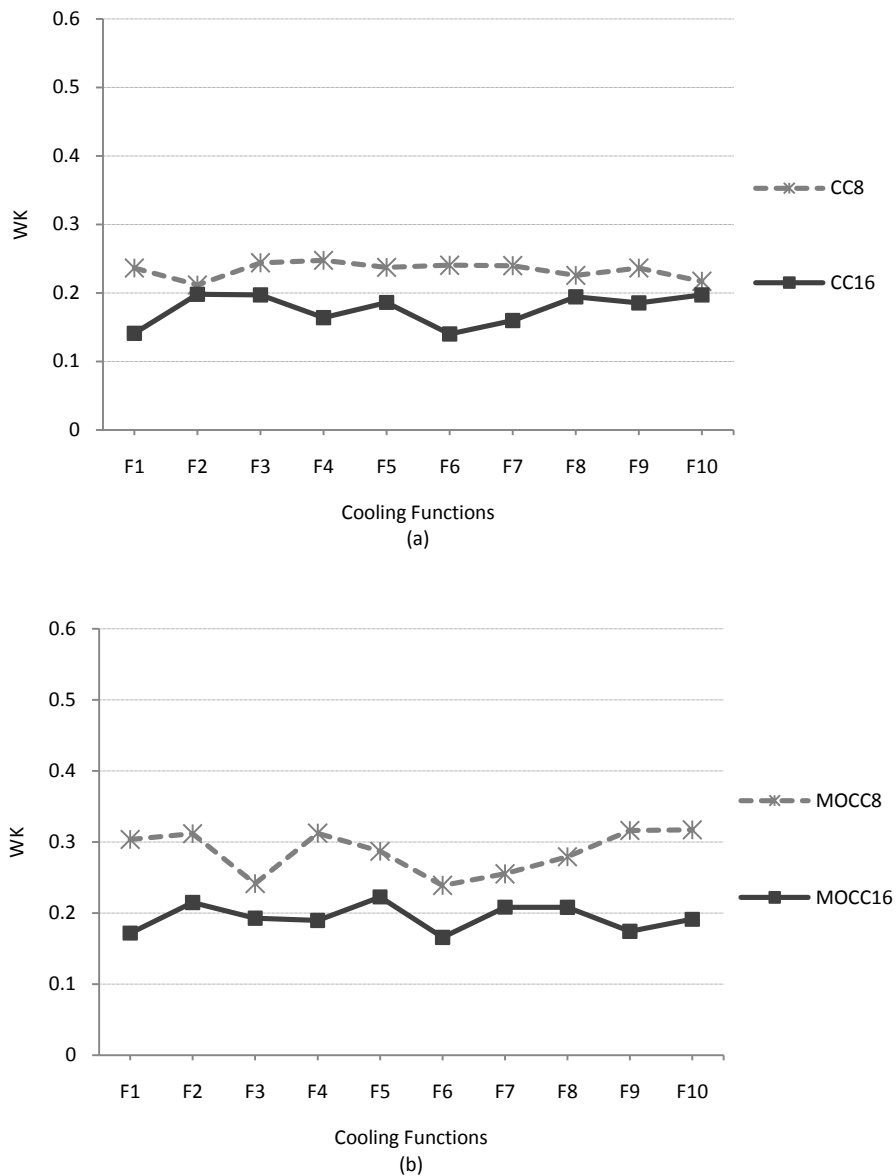 0.6
0.5
0.4
0.3
0.2
0.1
0
WK
F1 F2 F3 F4 F5 F6 F7 F8 F9 F10
Cooling Functions
(a)
CC8
CC16
0.6
0.5
0.4
0.3
0.2
0.1
0
WK
F1 F2 F3 F4 F5 F6 F7 F8 F9 F10
Cooling Functions
(b)
MOCC8
MOCC16